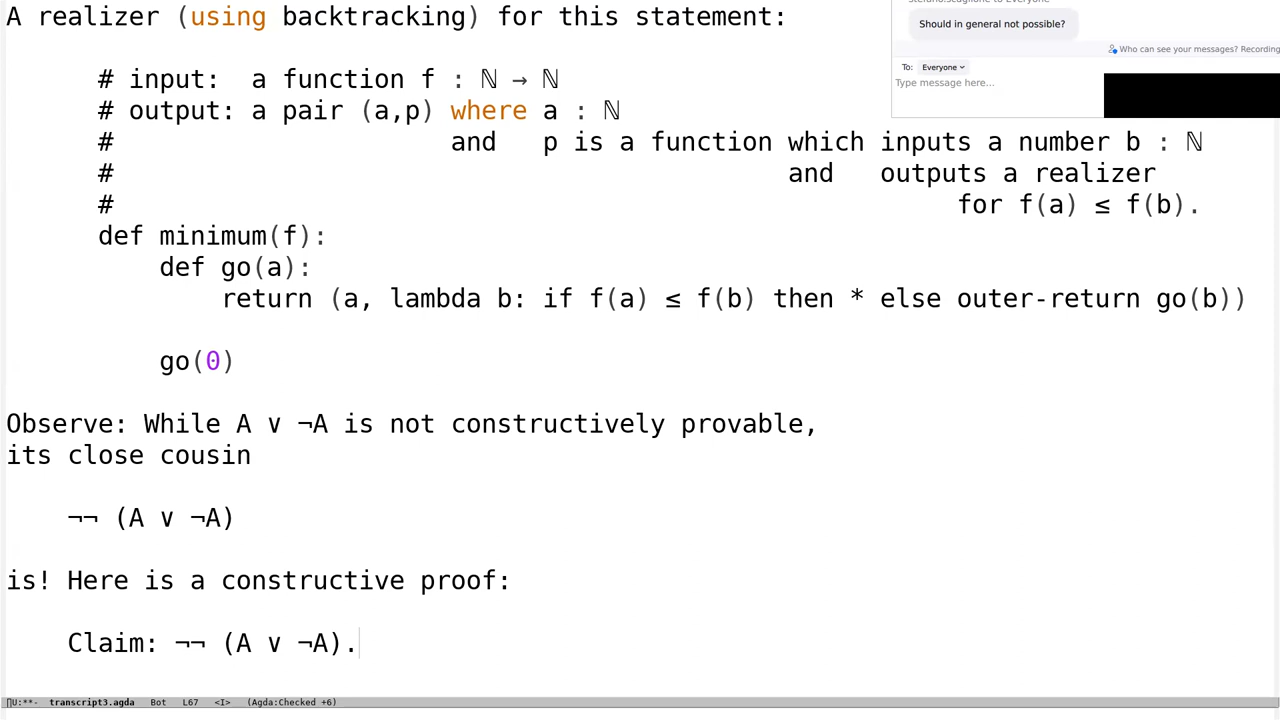 A realizer (using backtracking) for this statement:
# input:  a function f : ℕ → ℕ
# output: a pair (a,p) where a : ℕ
#                      and   p is a function which inputs a number b : ℕ
#                                            and   outputs a realizer
#                                                       for f(a) ≤ f(b).
def minimum(f):
def go(a):
return (a, lambda b: if f(a) ≤ f(b) then * else outer-return go(b))
go(0)
Observe: While A ∨ ¬A is not constructively provable,
its close cousin
¬¬ (A ∨ ¬A)
is! Here is a constructive proof:
Claim: ¬¬ (A ∨ ¬A).
U:**-  transcript3.agda   Bot   L67   <I>   (Agda:Checked +6)
to Everyone
Should in general not possible?
Who can see your messages? Recording
To: Everyone
Type message here...